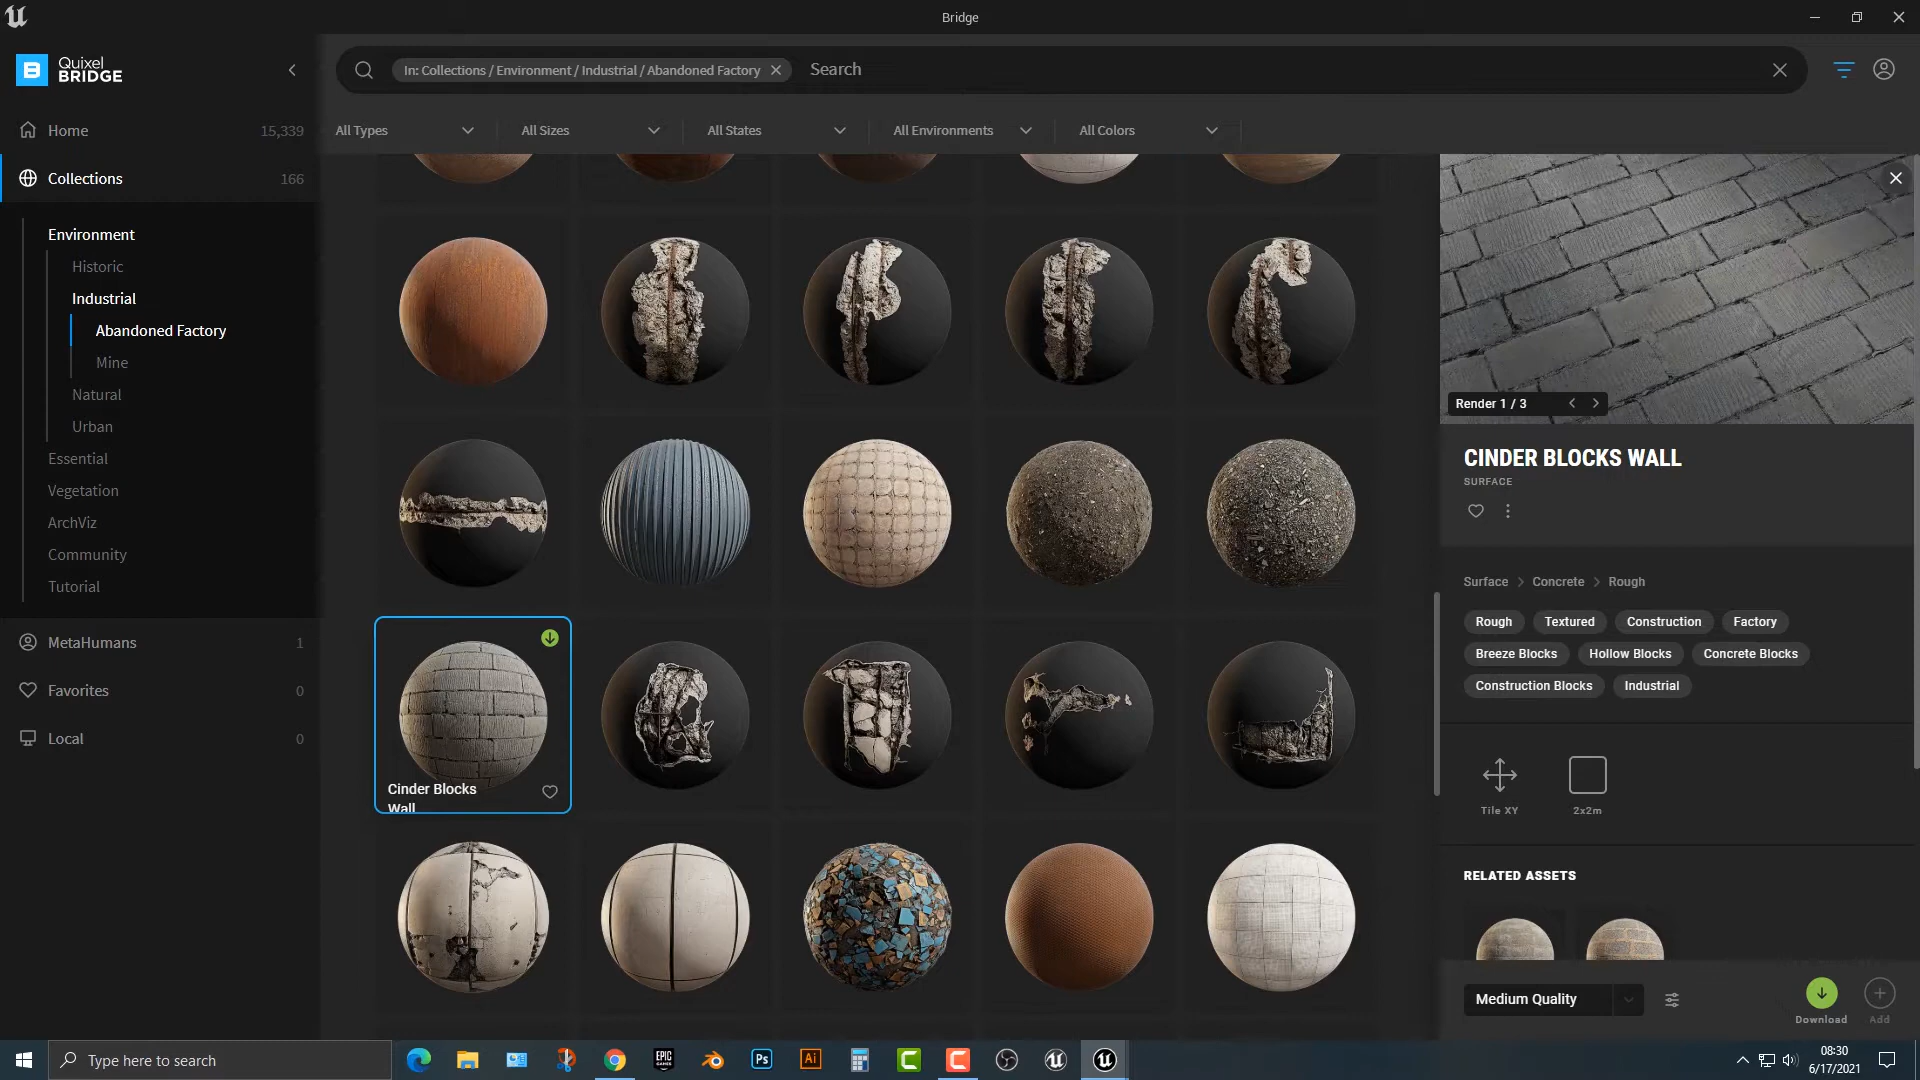 Bridge
Quixel
BRIDGE
In: Collections / Environment / Industrial / Abandoned Factory
Search
Home 15,339
All Types
All Sizes
All States
All Environments
All Colors
Collections 166
Environment
Historic
Industrial
Abandoned Factory
Mine
Natural
Urban
Essential
Vegetation
ArchViz
Community
Tutorial
MetaHumans 1
Favorites 0
Local 0
Cinder Blocks
Wall
Render 1 / 3
CINDER BLOCKS WALL
SURFACE
Surface > Concrete > Rough
Rough Textured Construction Factory
Breeze Blocks Hollow Blocks Concrete Blocks
Construction Blocks Industrial
Tile XY 2x2m
RELATED ASSETS
Medium Quality
Download Add
Type here to search
EPIC
GAMES
Ps
Ai
08:30
6/17/2021